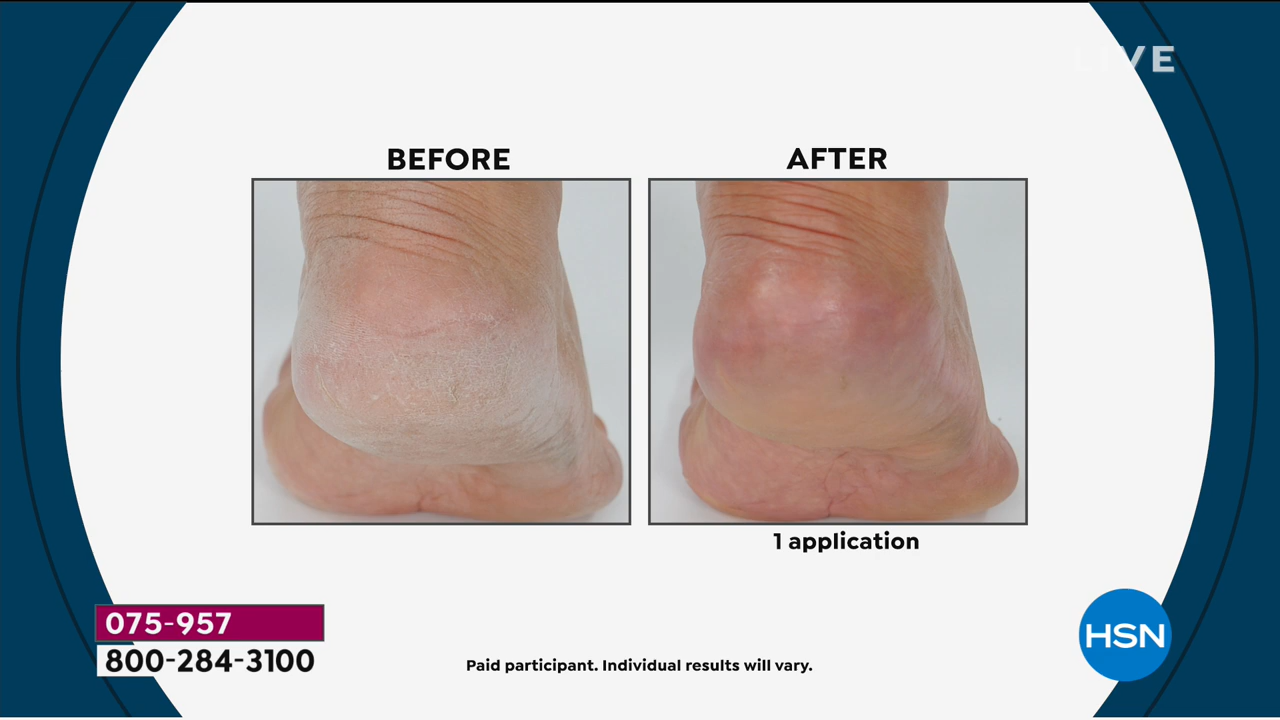 LIVE
BEFORE
AFTER
1 application
075-957
800-284-3100
HSN
Paid participant. Individual results will vary.